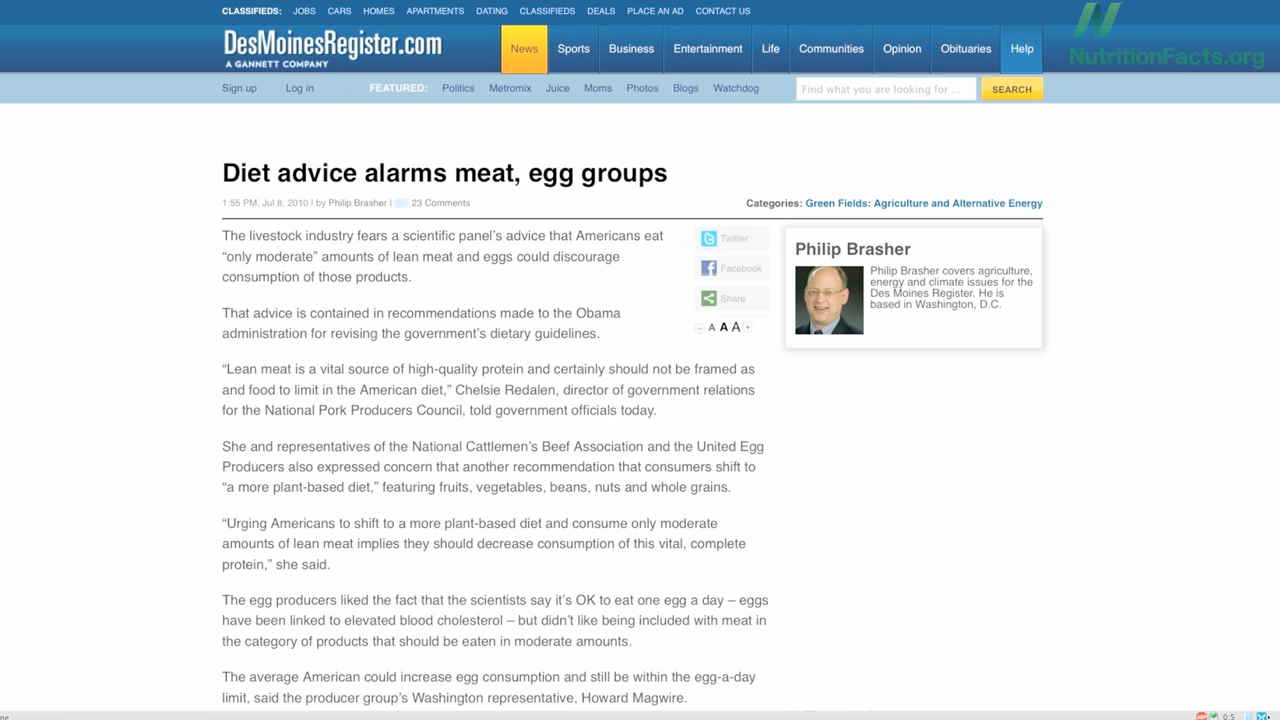 CLASSIFIEDS: JOBS CARS HOMES APARTMENTS DATING CLASSIFIEDS DEALS PLACE AN AD CONTACT US
DesMoinesRegister.com
A GANNETT COMPANY
News Sports Business Entertainment Life Communities Opinion Obituaries Help
NutritionFacts.org
Sign up Log in FEATURED: Politics Metromix Juice Moms Photos Blogs Watchdog Find what you are looking for ... SEARCH
Diet advice alarms meat, egg groups
1:55 PM, Jul 8, 2010 | by Philip Brasher | 23 Comments
Categories: Green Fields: Agriculture and Alternative Energy
The livestock industry fears a scientific panel's advice that Americans eat
“only moderate” amounts of lean meat and eggs could discourage
consumption of those products.
That advice is contained in recommendations made to the Obama
administration for revising the government's dietary guidelines.
Twitter
Facebook
Share
– A A A +
Philip Brasher
Philip Brasher covers agriculture,
energy and climate issues for the
Des Moines Register. He is
based in Washington, D.C.
“Lean meat is a vital source of high-quality protein and certainly should not be framed as
and food to limit in the American diet,” Chelsie Redalen, director of government relations
for the National Pork Producers Council, told government officials today.
She and representatives of the National Cattlemen's Beef Association and the United Egg
Producers also expressed concern that another recommendation that consumers shift to
“a more plant-based diet,” featuring fruits, vegetables, beans, nuts and whole grains.
“Urging Americans to shift to a more plant-based diet and consume only moderate
amounts of lean meat implies they should decrease consumption of this vital, complete
protein,” she said.
The egg producers liked the fact that the scientists say it's OK to eat one egg a day – eggs
have been linked to elevated blood cholesterol – but didn't like being included with meat in
the category of products that should be eaten in moderate amounts.
The average American could increase egg consumption and still be within the egg-a-day
limit, said the producer group's Washington representative, Howard Magwire.